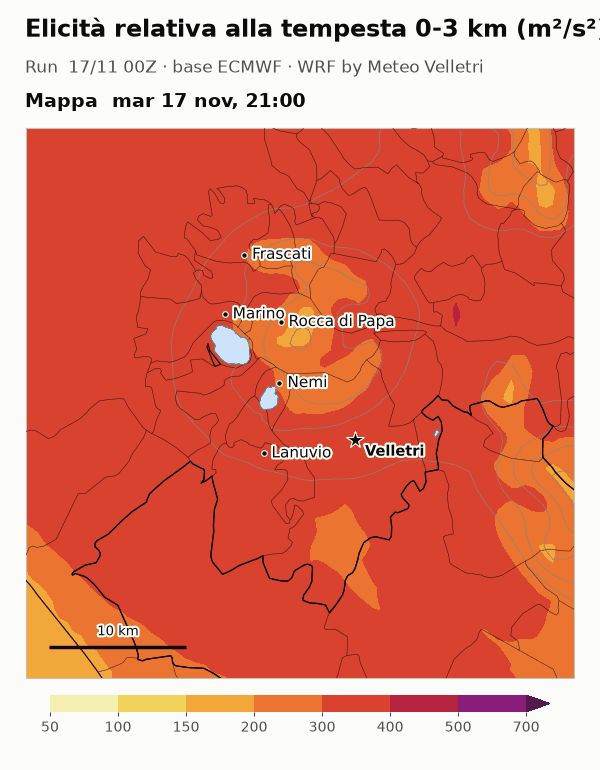 Elicità relativa alla tempesta 0-3 km (m²/s²)
Run 17/11 00Z · base ECMWF · WRF by Meteo Velletri
Mappa mar 17 nov, 21:00
Frascati
Marino
Rocca di Papa
Nemi
Velletri
Lanuvio
10 km
50 100 150 200 300 400 500 700